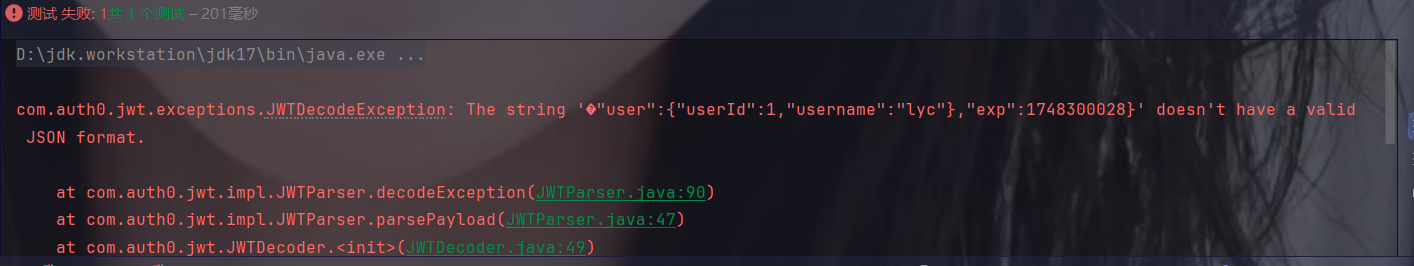 测试 失败: 1共 1 个测试 – 201毫秒
D:\jdk.workstation\jdk17\bin\java.exe ...
com.auth0.jwt.exceptions.JWTDecodeException: The string '�"user":{"userId":1,"username":"lyc"},"exp":1748300028}' doesn't have a valid
JSON format.
at com.auth0.jwt.impl.JWTParser.decodeException(JWTParser.java:90)
at com.auth0.jwt.impl.JWTParser.parsePayload(JWTParser.java:47)
at com.auth0.jwt.JWTDecoder.<init>(JWTDecoder.java:49)